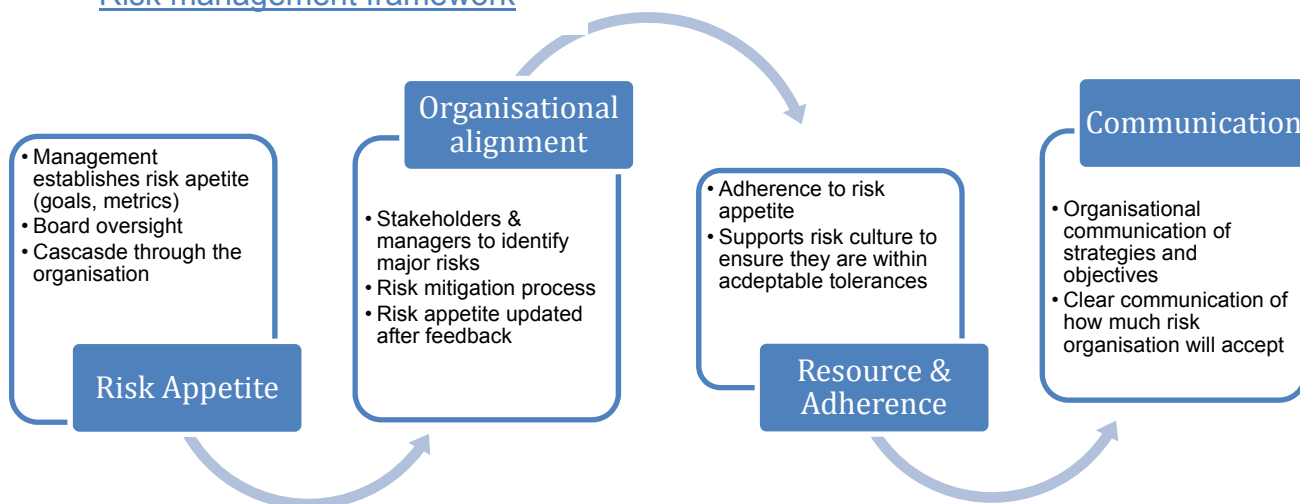 Risk management framework
• Management
establishes risk apetite
(goals, metrics)
• Board oversight
• Cascasde through the
organisation
Risk Appetite
Organisational
alignment
• Stakeholders &
managers to identify
major risks
• Risk mitigation process
• Risk appetite updated
after feedback
• Adherence to risk
appetite
• Supports risk culture to
ensure they are within
acdeptable tolerances
Resource &
Adherence
Communication
• Organisational
communication of
strategies and
objectives
• Clear communication of
how much risk
organisation will accept